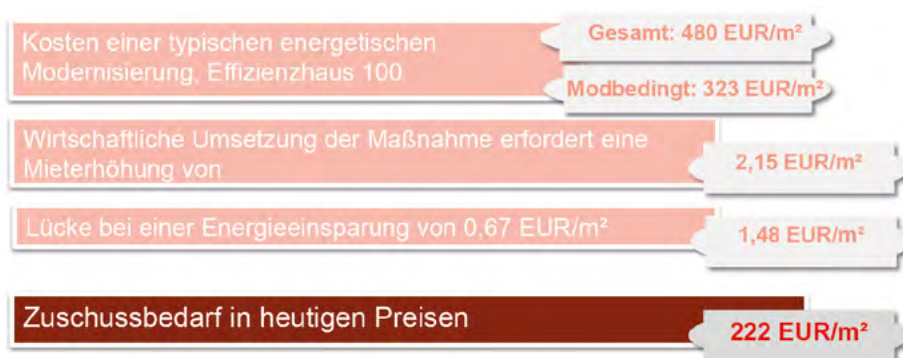 Kosten einer typischen energetischen
Modernisierung, Effizienzhaus 100
Gesamt: 480 EUR/m²
Modbedingt: 323 EUR/m²
Wirtschaftliche Umsetzung der Maßnahme erfordert eine
Mieterhöhung von
2,15 EUR/m²
Lücke bei einer Energieeinsparung von 0,67 EUR/m²
1,48 EUR/m²
Zuschussbedarf in heutigen Preisen
222 EUR/m²